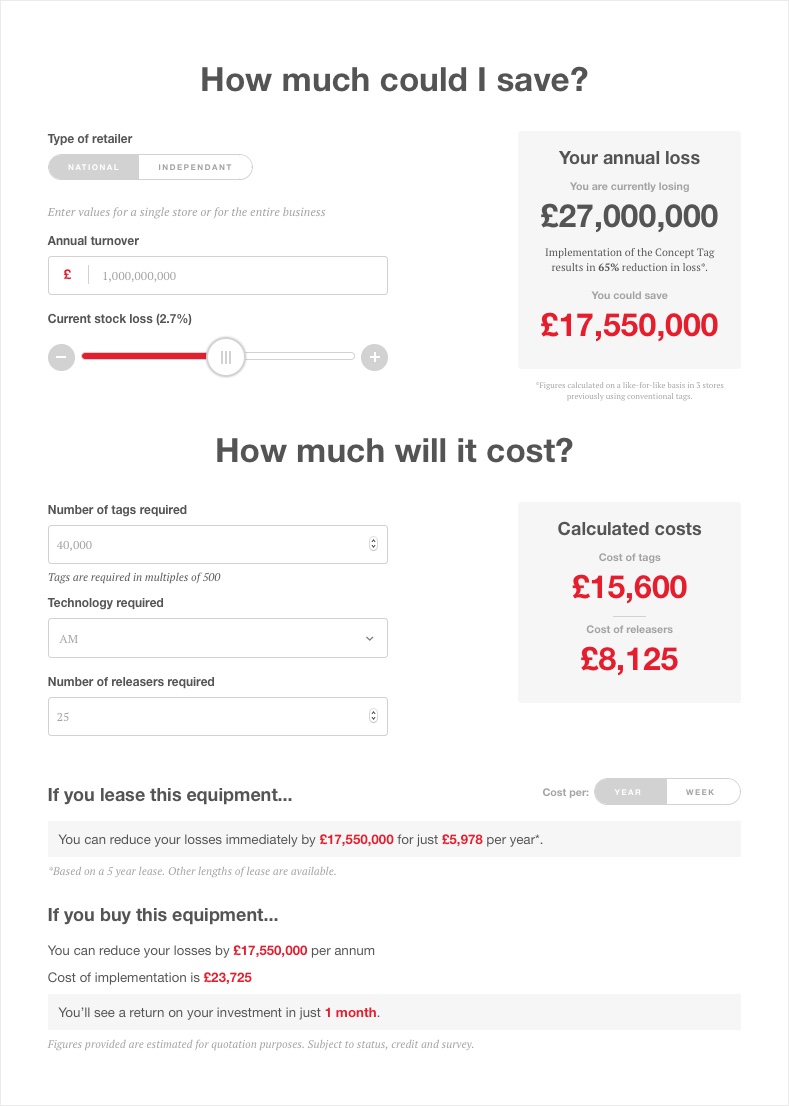 How much could I save?
Type of retailer
NATIONAL INDEPENDANT
Enter values for a single store or for the entire business
Annual turnover
£ 1,000,000,000
Current stock loss (2.7%)
Your annual loss
You are currently losing
£27,000,000
Implementation of the Concept Tag
results in 65% reduction in loss*.
You could save
£17,550,000
*Figures calculated on a like-for-like basis in 3 stores
previously using conventional tags.
How much will it cost?
Number of tags required
40,000
Tags are required in multiples of 500
Technology required
AM
Number of releasers required
25
Calculated costs
Cost of tags
£15,600
Cost of releasers
£8,125
If you lease this equipment...
Cost per: YEAR WEEK
You can reduce your losses immediately by £17,550,000 for just £5,978 per year*.
*Based on a 5 year lease. Other lengths of lease are available.
If you buy this equipment...
You can reduce your losses by £17,550,000 per annum
Cost of implementation is £23,725
You'll see a return on your investment in just 1 month.
Figures provided are estimated for quotation purposes. Subject to status, credit and survey.